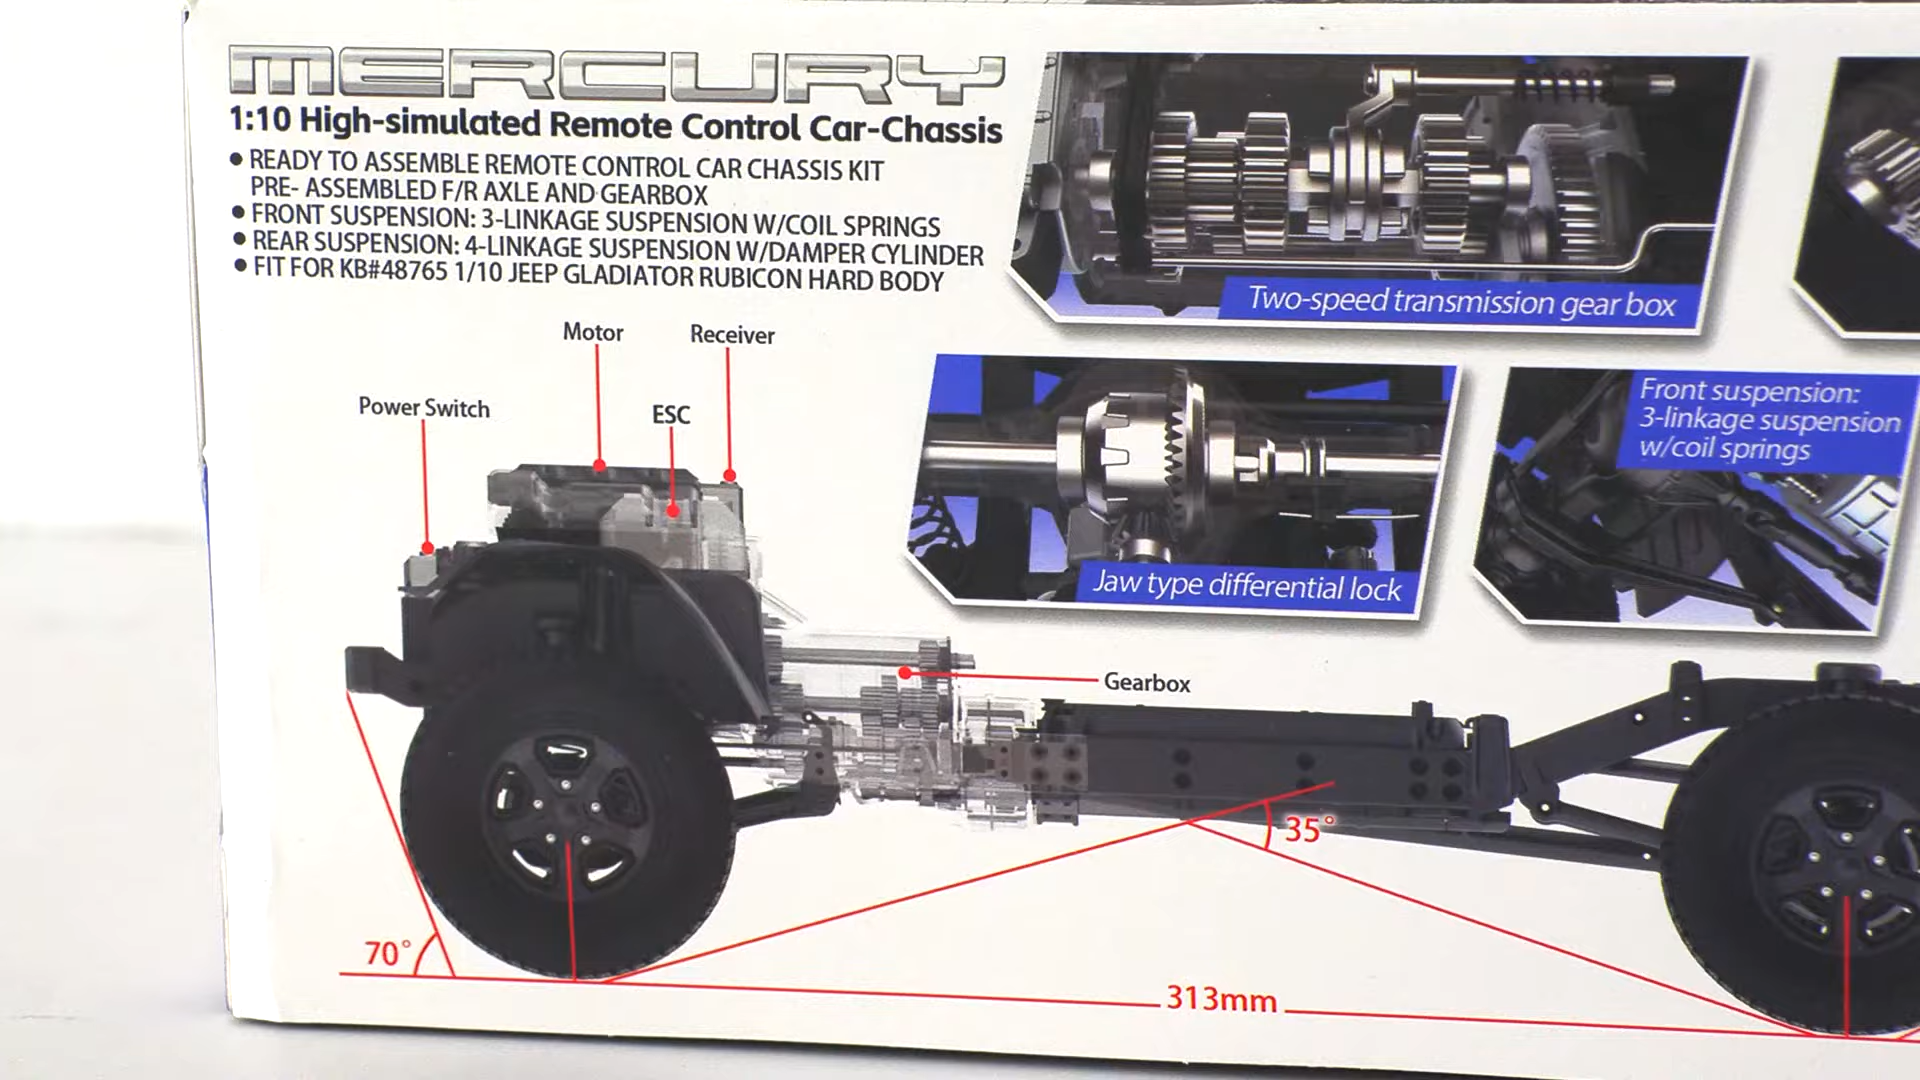 MERCURY
1:10 High-simulated Remote Control Car-Chassis
● READY TO ASSEMBLE REMOTE CONTROL CAR CHASSIS KIT
PRE- ASSEMBLED F/R AXLE AND GEARBOX
● FRONT SUSPENSION: 3-LINKAGE SUSPENSION W/COIL SPRINGS
● REAR SUSPENSION: 4-LINKAGE SUSPENSION W/DAMPER CYLINDER
● FIT FOR KB#48765 1/10 JEEP GLADIATOR RUBICON HARD BODY
Two-speed transmission gear box
Motor
Receiver
Power Switch
ESC
Front suspension:
3-linkage suspension
w/coil springs
Jaw type differential lock
Gearbox
35°
70°
313mm